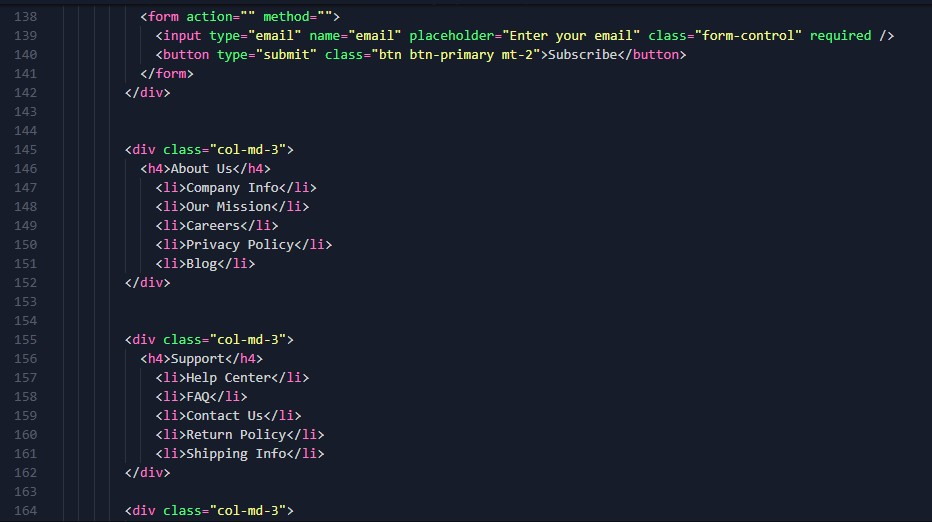 138 <form action="" method="">
139 <input type="email" name="email" placeholder="Enter your email" class="form-control" required />
140 <button type="submit" class="btn btn-primary mt-2">Subscribe</button>
141 </form>
142 </div>
143
144
145 <div class="col-md-3">
146 <h4>About Us</h4>
147 <li>Company Info</li>
148 <li>Our Mission</li>
149 <li>Careers</li>
150 <li>Privacy Policy</li>
151 <li>Blog</li>
152 </div>
153
154
155 <div class="col-md-3">
156 <h4>Support</h4>
157 <li>Help Center</li>
158 <li>FAQ</li>
159 <li>Contact Us</li>
160 <li>Return Policy</li>
161 <li>Shipping Info</li>
162 </div>
163
164 <div class="col-md-3">